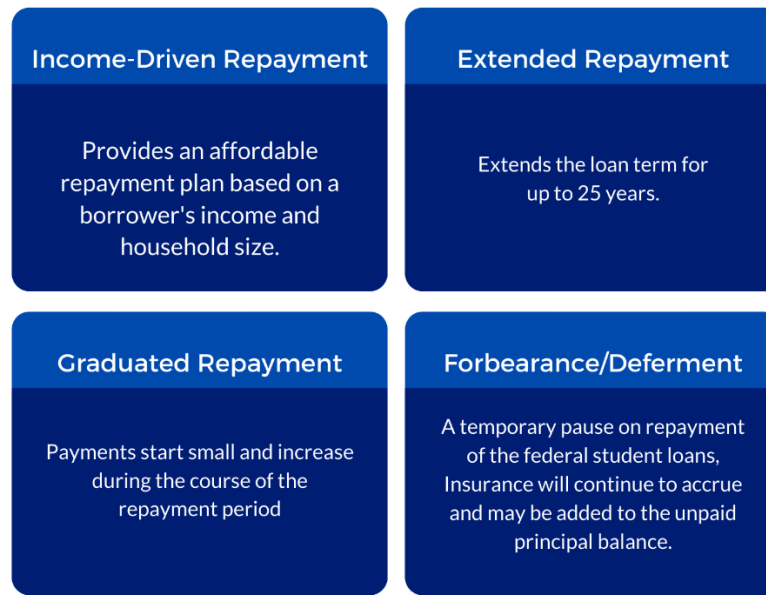 Income-Driven Repayment
Provides an affordable
repayment plan based on a
borrower's income and
household size.
Extended Repayment
Extends the loan term for
up to 25 years.
Graduated Repayment
Payments start small and increase
during the course of the
repayment period
Forbearance/Deferment
A temporary pause on repayment
of the federal student loans,
Insurance will continue to accrue
and may be added to the unpaid
principal balance.